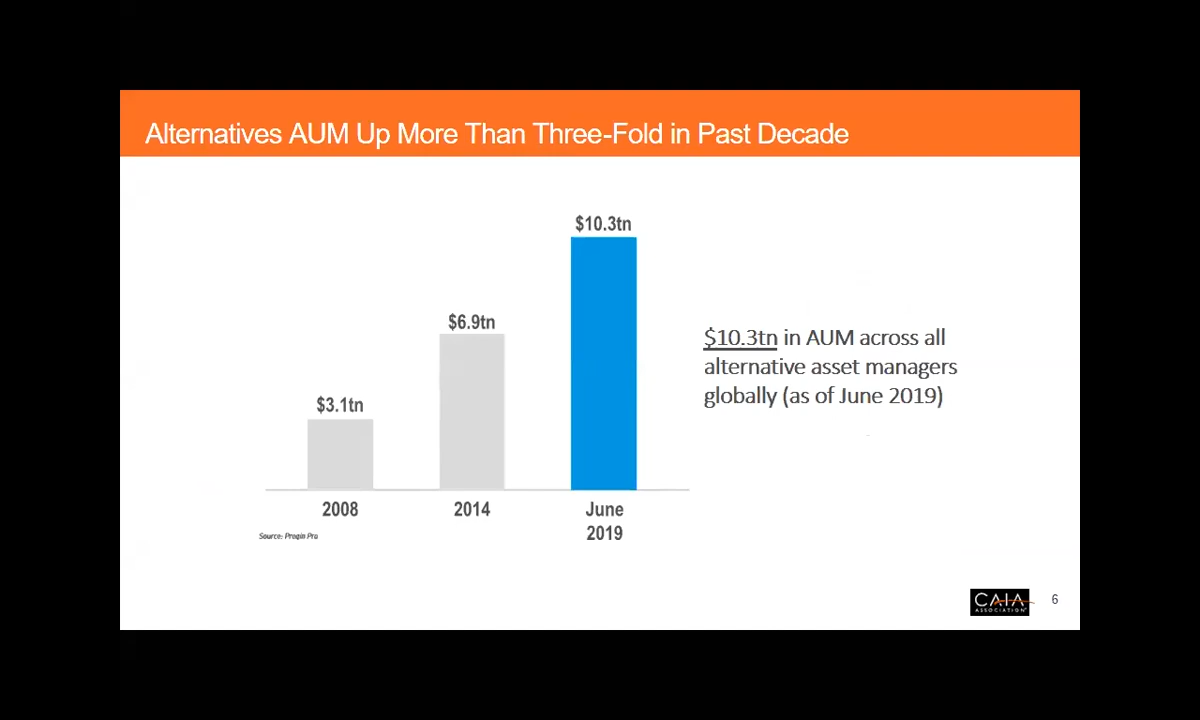 Alternatives AUM Up More Than Three-Fold in Past Decade
$10.3tn
$6.9tn
$3.1tn
$10.3tn in AUM across all
alternative asset managers
globally (as of June 2019)
2008
2014
June
2019
Source: Preqin Pro
CAIA
ASSOCIATION
6